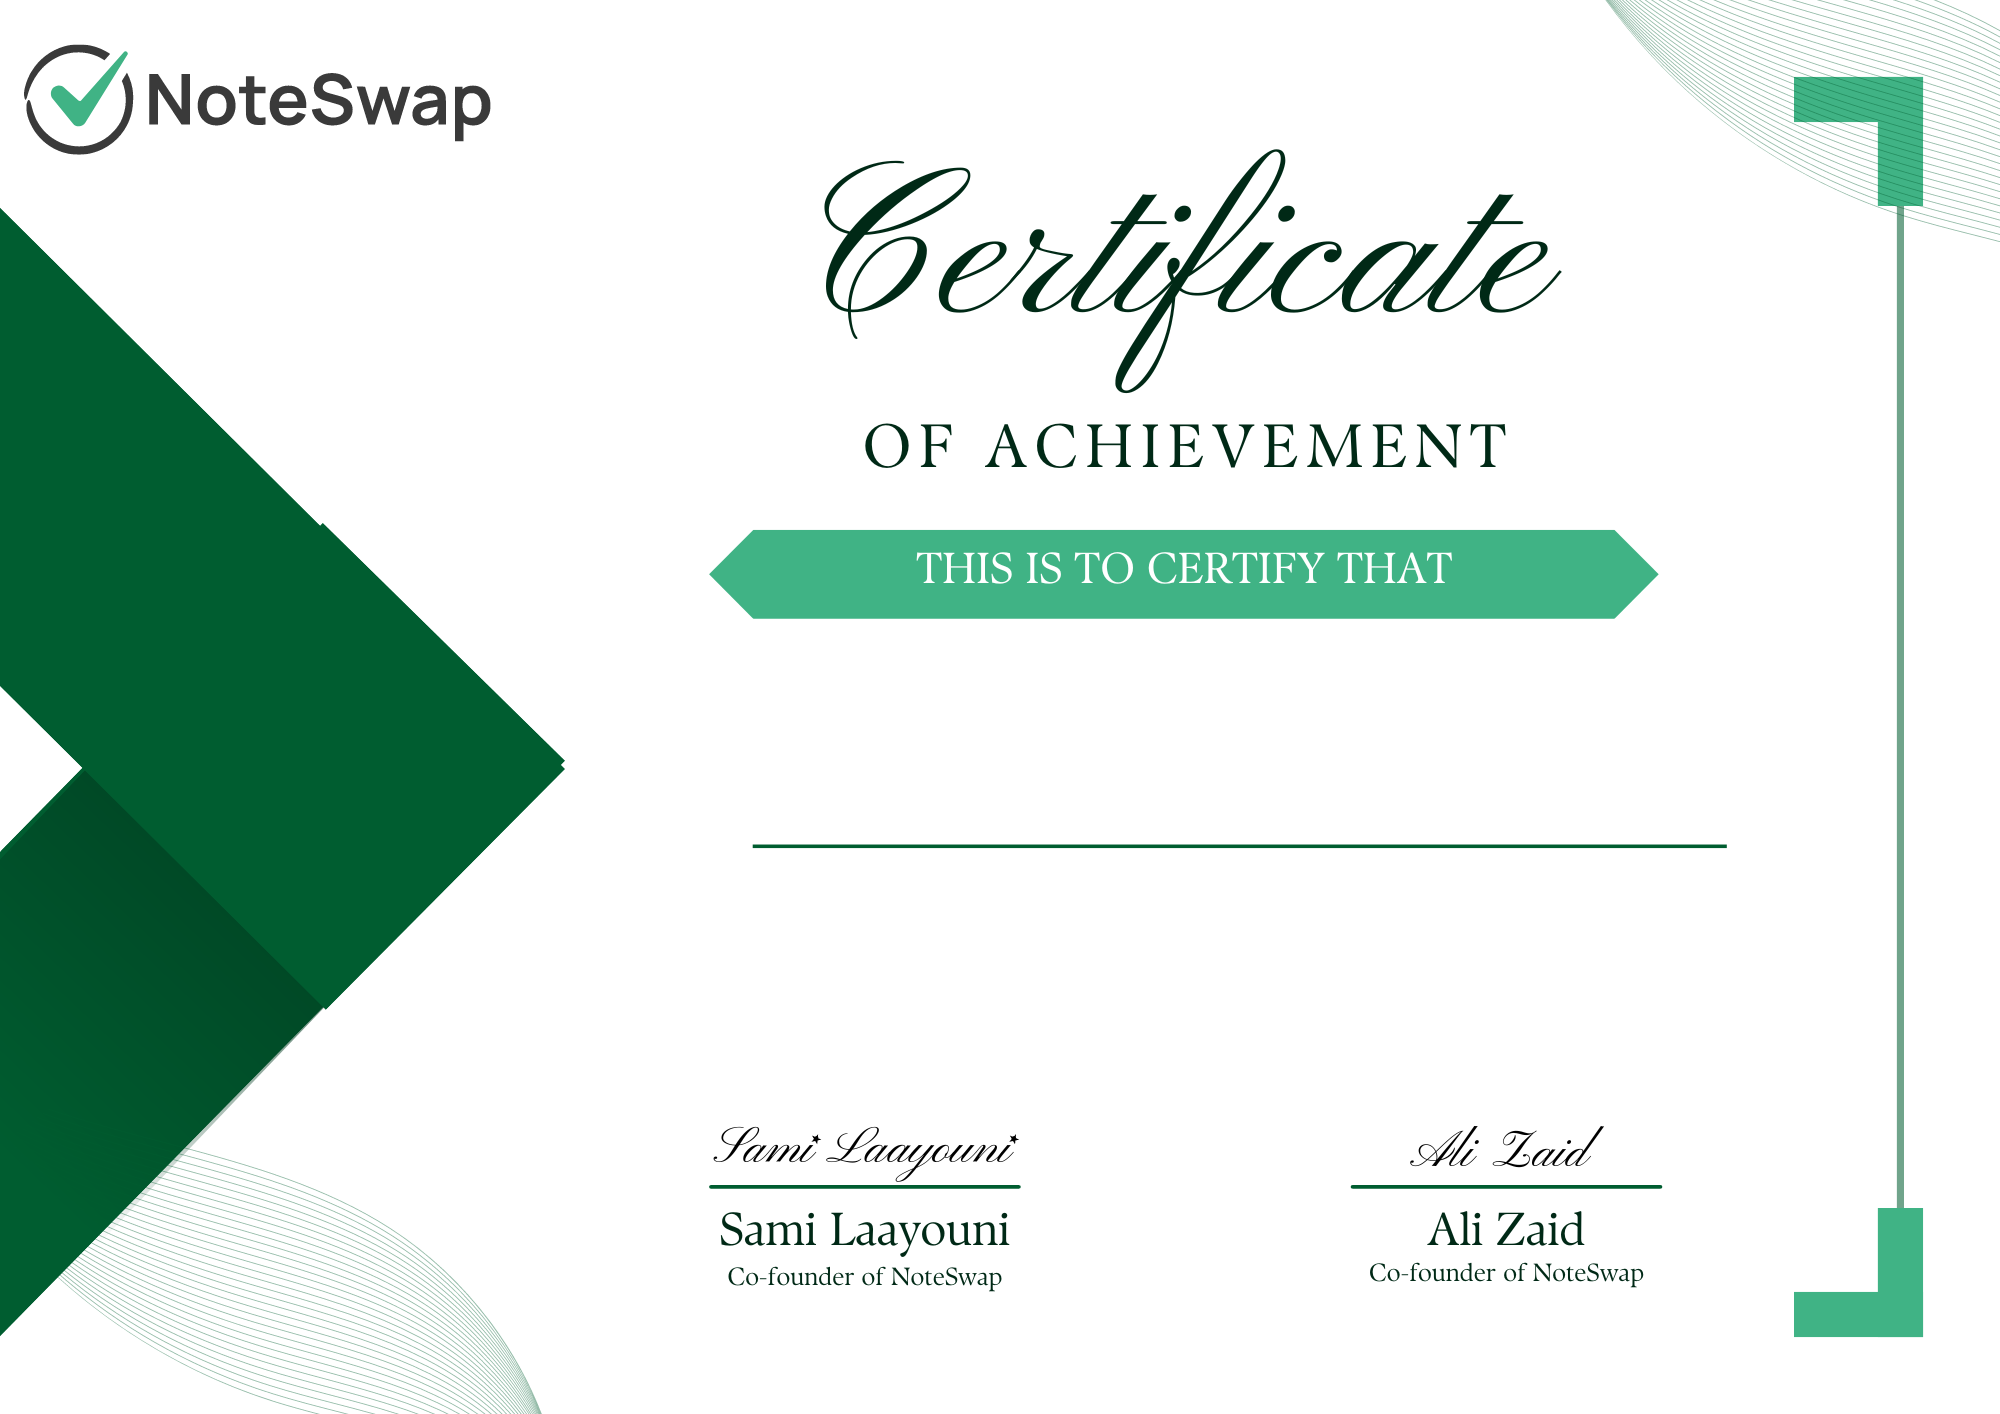 NoteSwap
Certificate
OF ACHIEVEMENT
THIS IS TO CERTIFY THAT
Sami Laayouni
Ali Zaid
Sami Laayouni
Ali Zaid
Co-founder of NoteSwap
Co-founder of NoteSwap